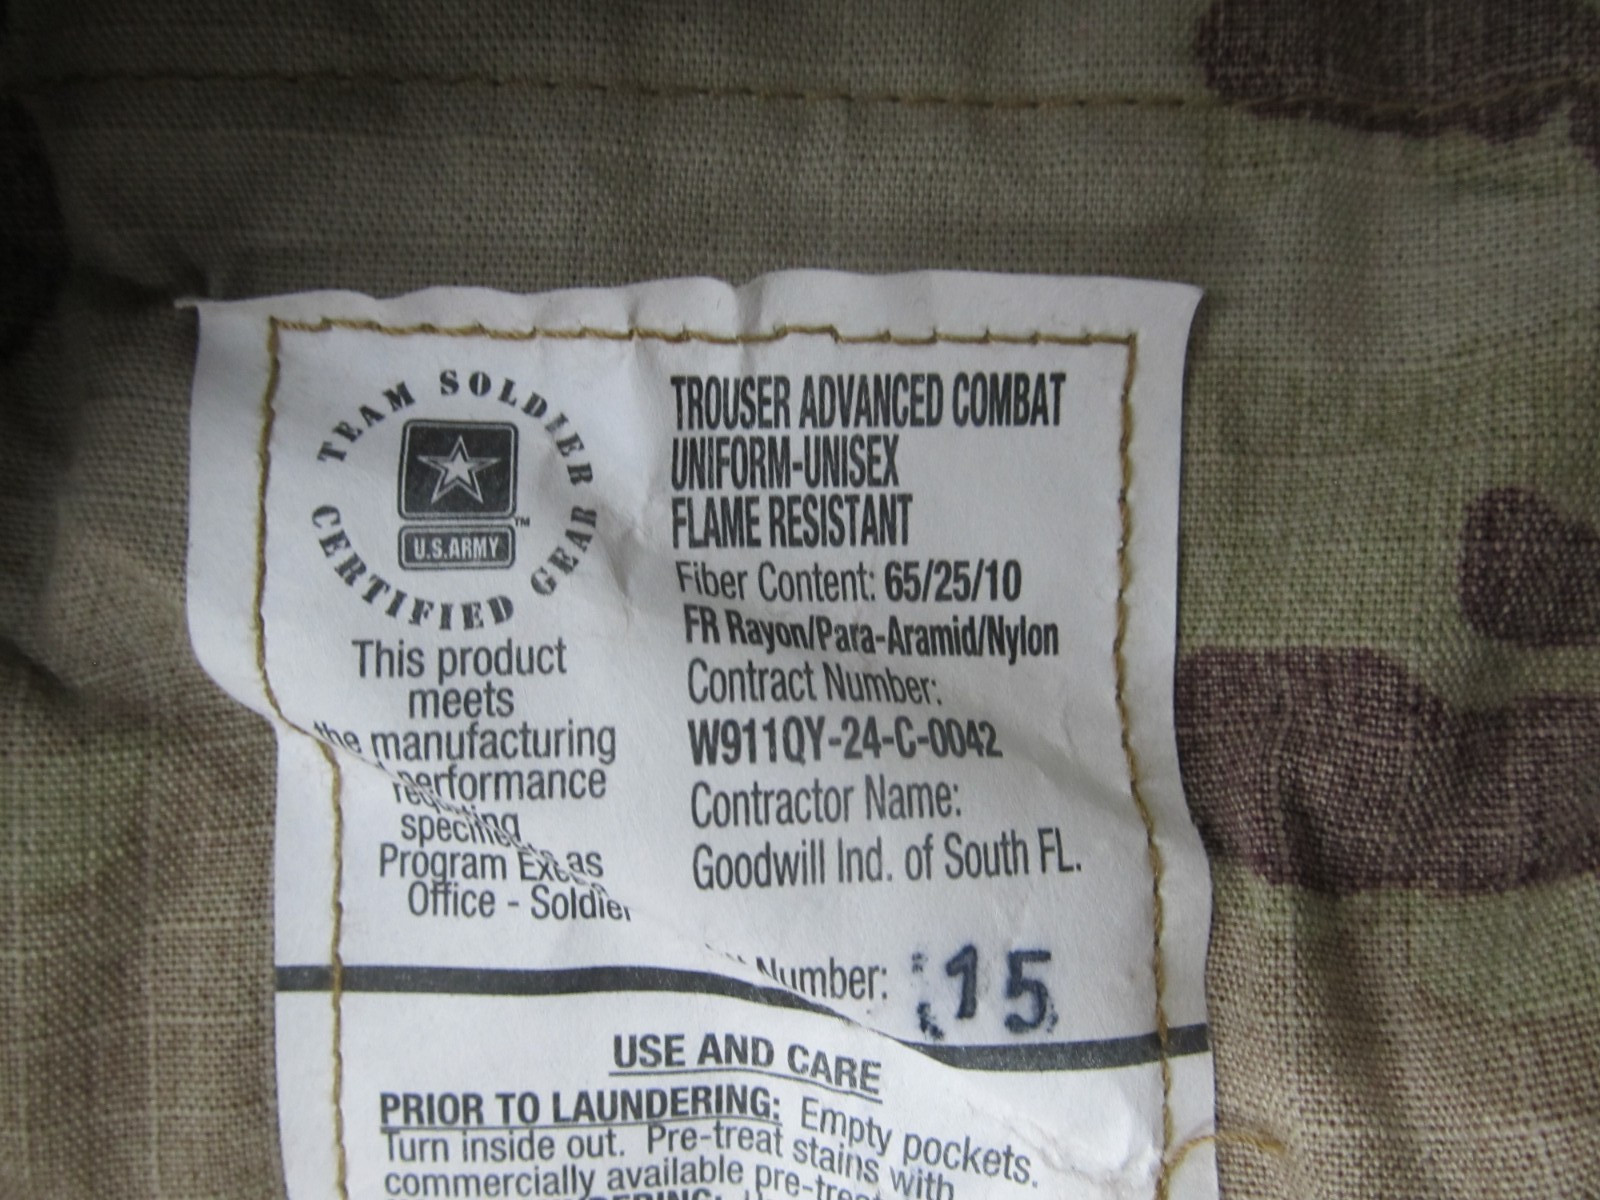 TEAM SOLDIER
CERTIFIED GEAR
U.S.ARMY
TM
This product
meets
the manufacturing
performance
Program
Office - Soldier
TROUSER ADVANCED COMBAT
UNIFORM-UNISEX
FLAME RESISTANT
Fiber Content: 65/25/10
FR Rayon/Para-Aramid/Nylon
Contract Number:
W911QY-24-C-0042
Contractor Name:
Goodwill Ind. of South FL.
Number: 15
USE AND CARE
PRIOR TO LAUNDERING: Empty pockets.
Turn inside out. Pre-treat stains with
commercially available